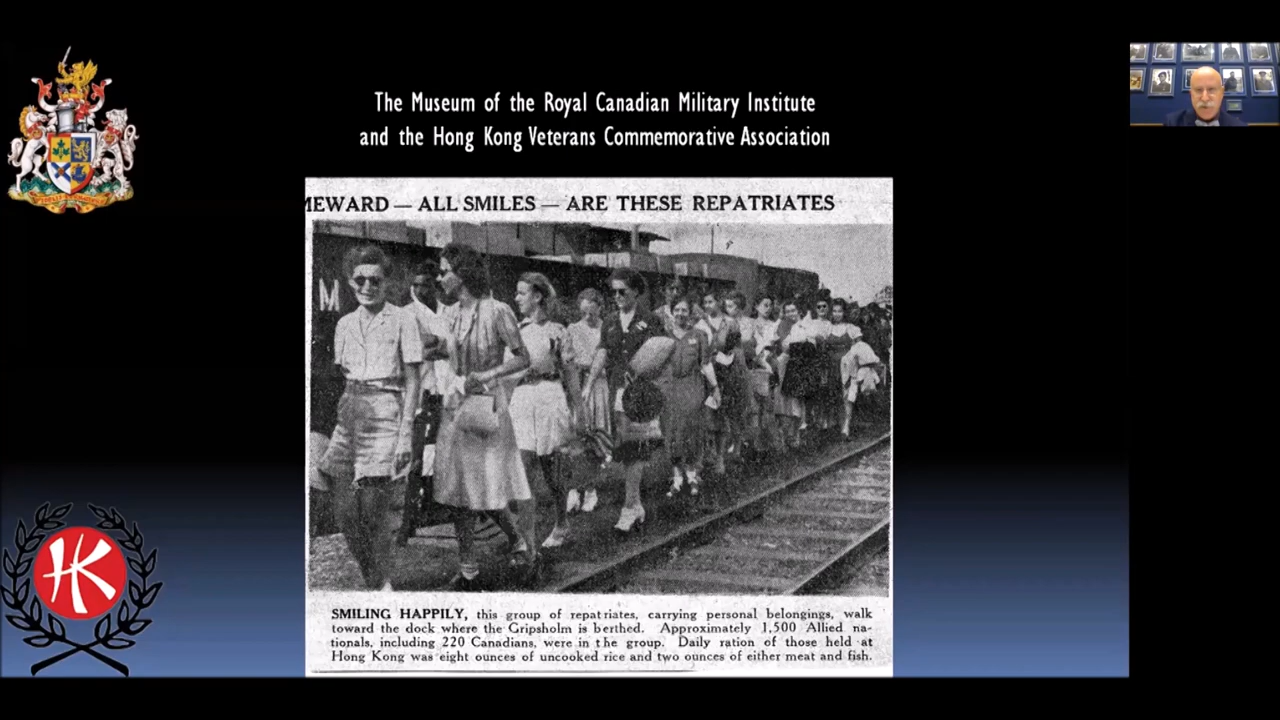 The Museum of the Royal Canadian Military Institute
and the Hong Kong Veterans Commemorative Association
MEWARD — ALL SMILES — ARE THESE REPATRIATES
M
SMILING HAPPILY, this group of repatriates, carrying personal belongings, walk
toward the dock where the Gripsholm is berthed. Approximately 1,500 Allied na-
tionals, including 220 Canadians, were in the group. Daily ration of those held at
Hong Kong was eight ounces of uncooked rice and two ounces of either meat and fish.
HK